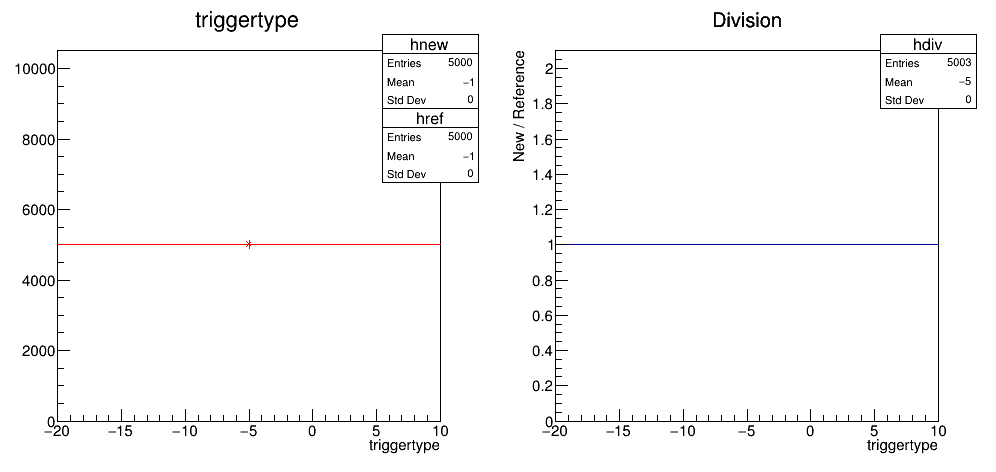 triggertype
hnew
Entries 5000
Mean −1
Std Dev 0
href
Entries 5000
Mean −1
Std Dev 0
10000
8000
6000
4000
2000
0
−20 −15 −10 −5 0 5 10
triggertype
Division
hdiv
Entries 5003
Mean −5
Std Dev 0
New / Reference
2
1.8
1.6
1.4
1.2
1
0.8
0.6
0.4
0.2
0
−20 −15 −10 −5 0 5 10
triggertype